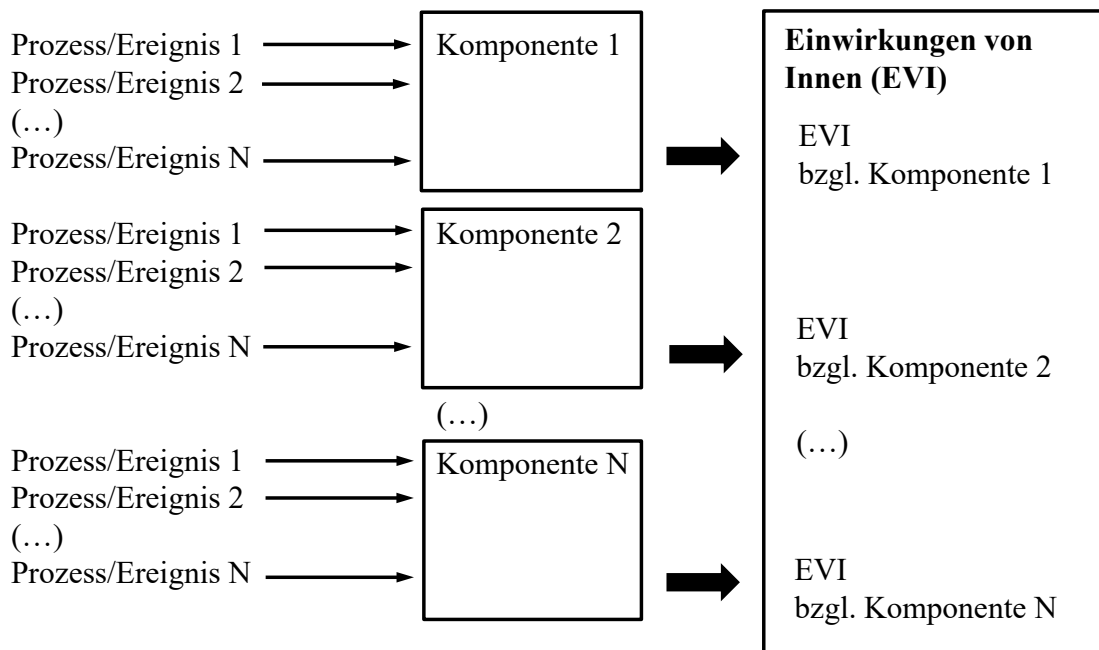 Prozess/Ereignis 1
Prozess/Ereignis 2
(…)
Prozess/Ereignis N
Komponente 1
Prozess/Ereignis 1
Prozess/Ereignis 2
(…)
Prozess/Ereignis N
Komponente 2
(…)
Prozess/Ereignis 1
Prozess/Ereignis 2
(…)
Prozess/Ereignis N
Komponente N
Einwirkungen von
Innen (EVI)
EVI
bzgl. Komponente 1
EVI
bzgl. Komponente 2
(…)
EVI
bzgl. Komponente N